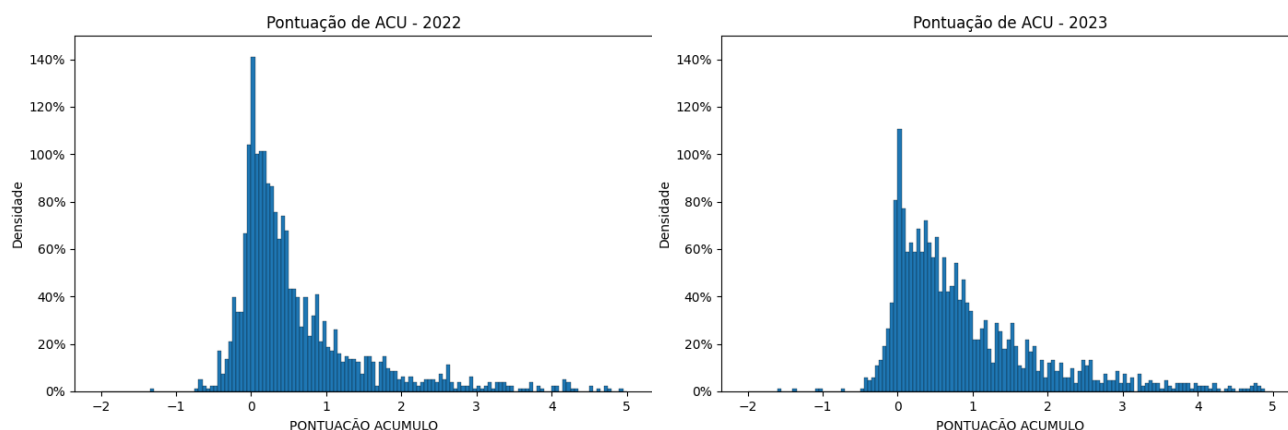 Pontuação de ACU - 2022
140%
120%
100%
80%
60%
40%
20%
0%
Densidade
−2 −1 0 1 2 3 4 5
PONTUAÇÃO ACUMULO
Pontuação de ACU - 2023
140%
120%
100%
80%
60%
40%
20%
0%
Densidade
−2 −1 0 1 2 3 4 5
PONTUAÇÃO ACUMULO